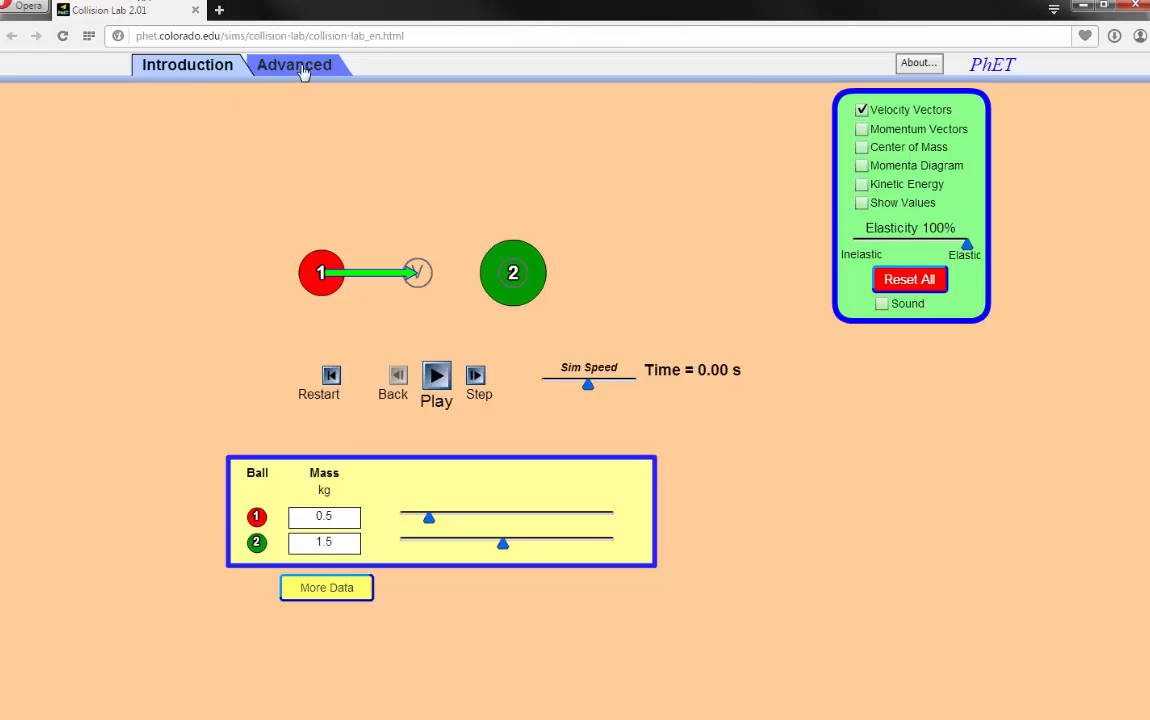 Opera
Collision Lab 2.01
phet.colorado.edu/sims/collision-lab/collision-lab_en.html
Introduction
Advanced
About...
PhET
Velocity Vectors
Momentum Vectors
Center of Mass
Momenta Diagram
Kinetic Energy
Show Values
Elasticity 100%
Inelastic
Elastic
Reset All
Sound
1
V
2
Restart
Back
Play
Step
Sim Speed
Time = 0.00 s
Ball Mass
kg
1 0.5
2 1.5
More Data